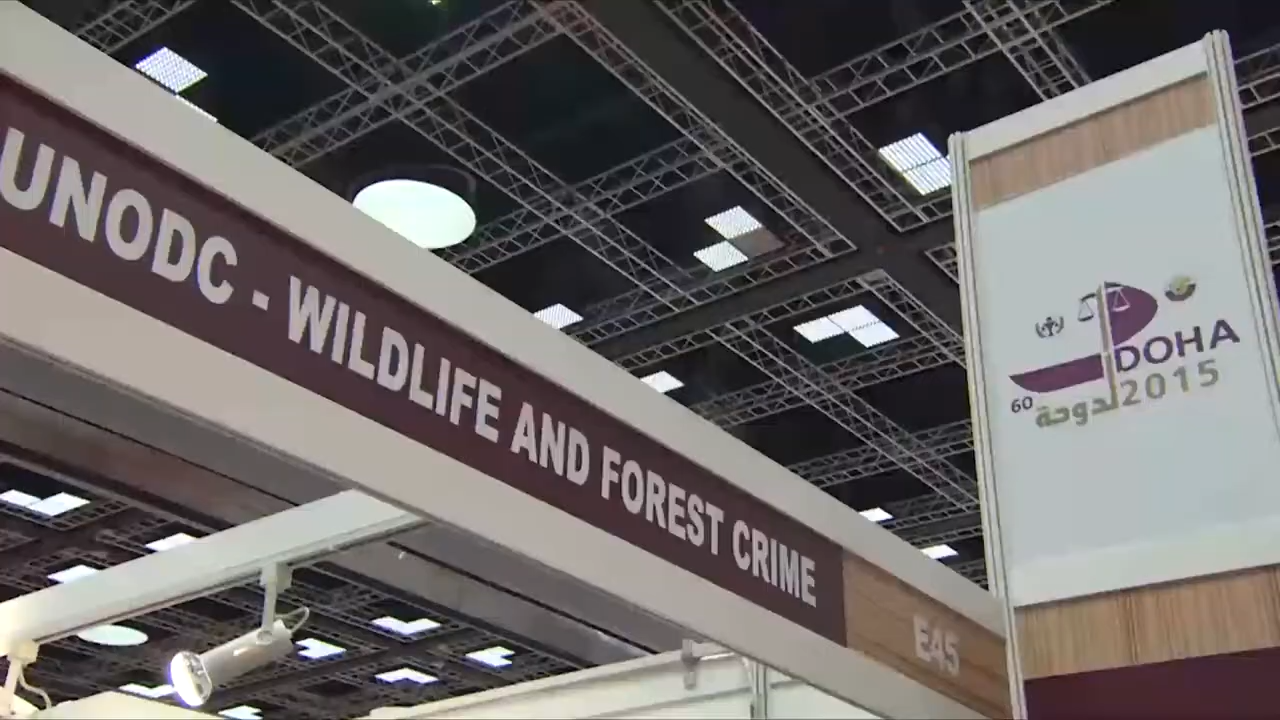 UNODC - WILDLIFE AND FOREST CRIME
E45
DOHA
2015
60
الدوحة